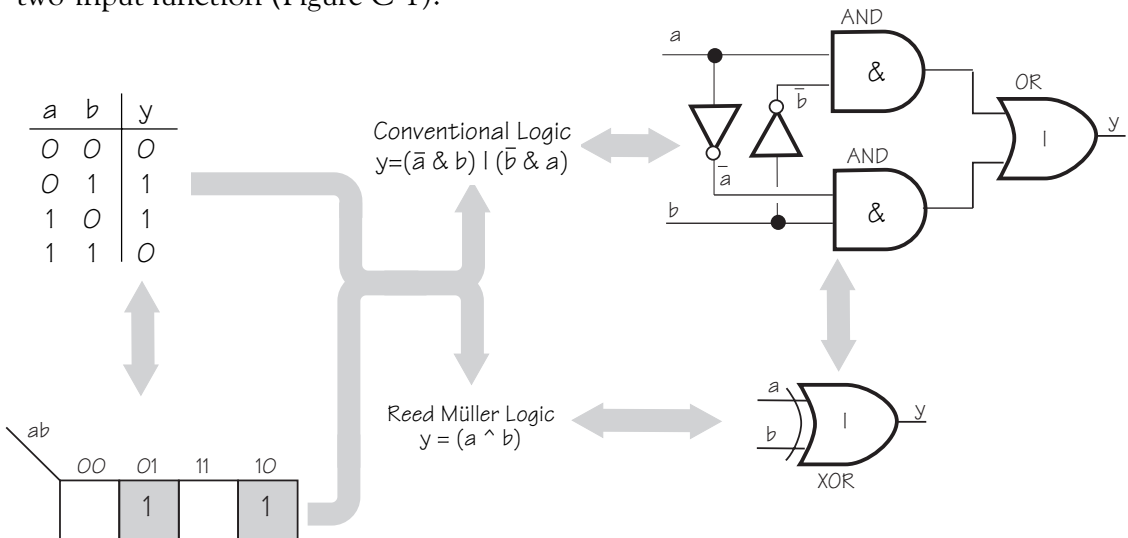 two-input function (Figure C-1).
a b y
0 0 0
0 1 1
1 0 1
1 1 0
Conventional Logic
y=(a̅ & b) | (b̅ & a)
AND
a
&
b̅
OR
|
y
a̅
AND
b
&
Reed Müller Logic
y = (a ^ b)
a
b
|
y
XOR
ab
00 01 11 10
1 1